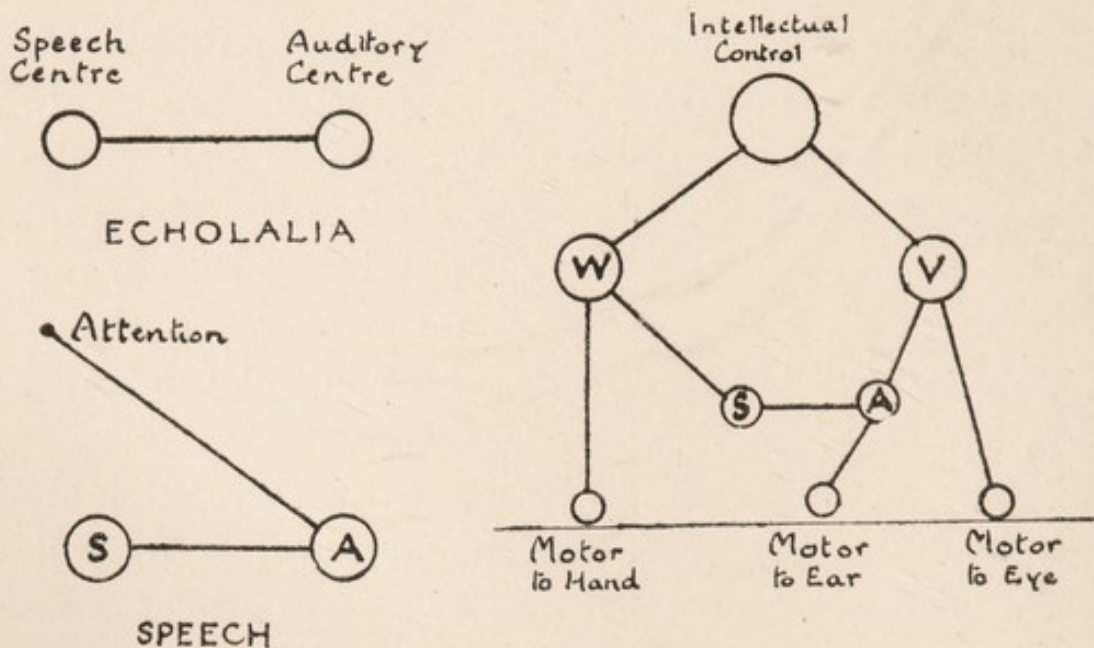 Speech
Centre
Auditory
Centre
ECHOLALIA
Attention
S
A
SPEECH
Intellectual
Control
W
V
S
A
Motor
to Hand
Motor
to Ear
Motor
to Eye